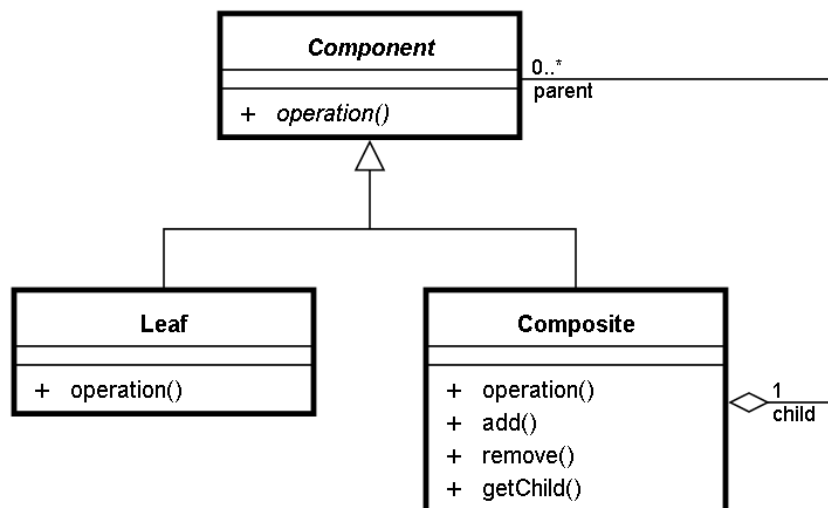 Component
0..*
parent
+ operation()
Leaf
+ operation()
Composite
+ operation()
+ add()
+ remove()
+ getChild()
1
child